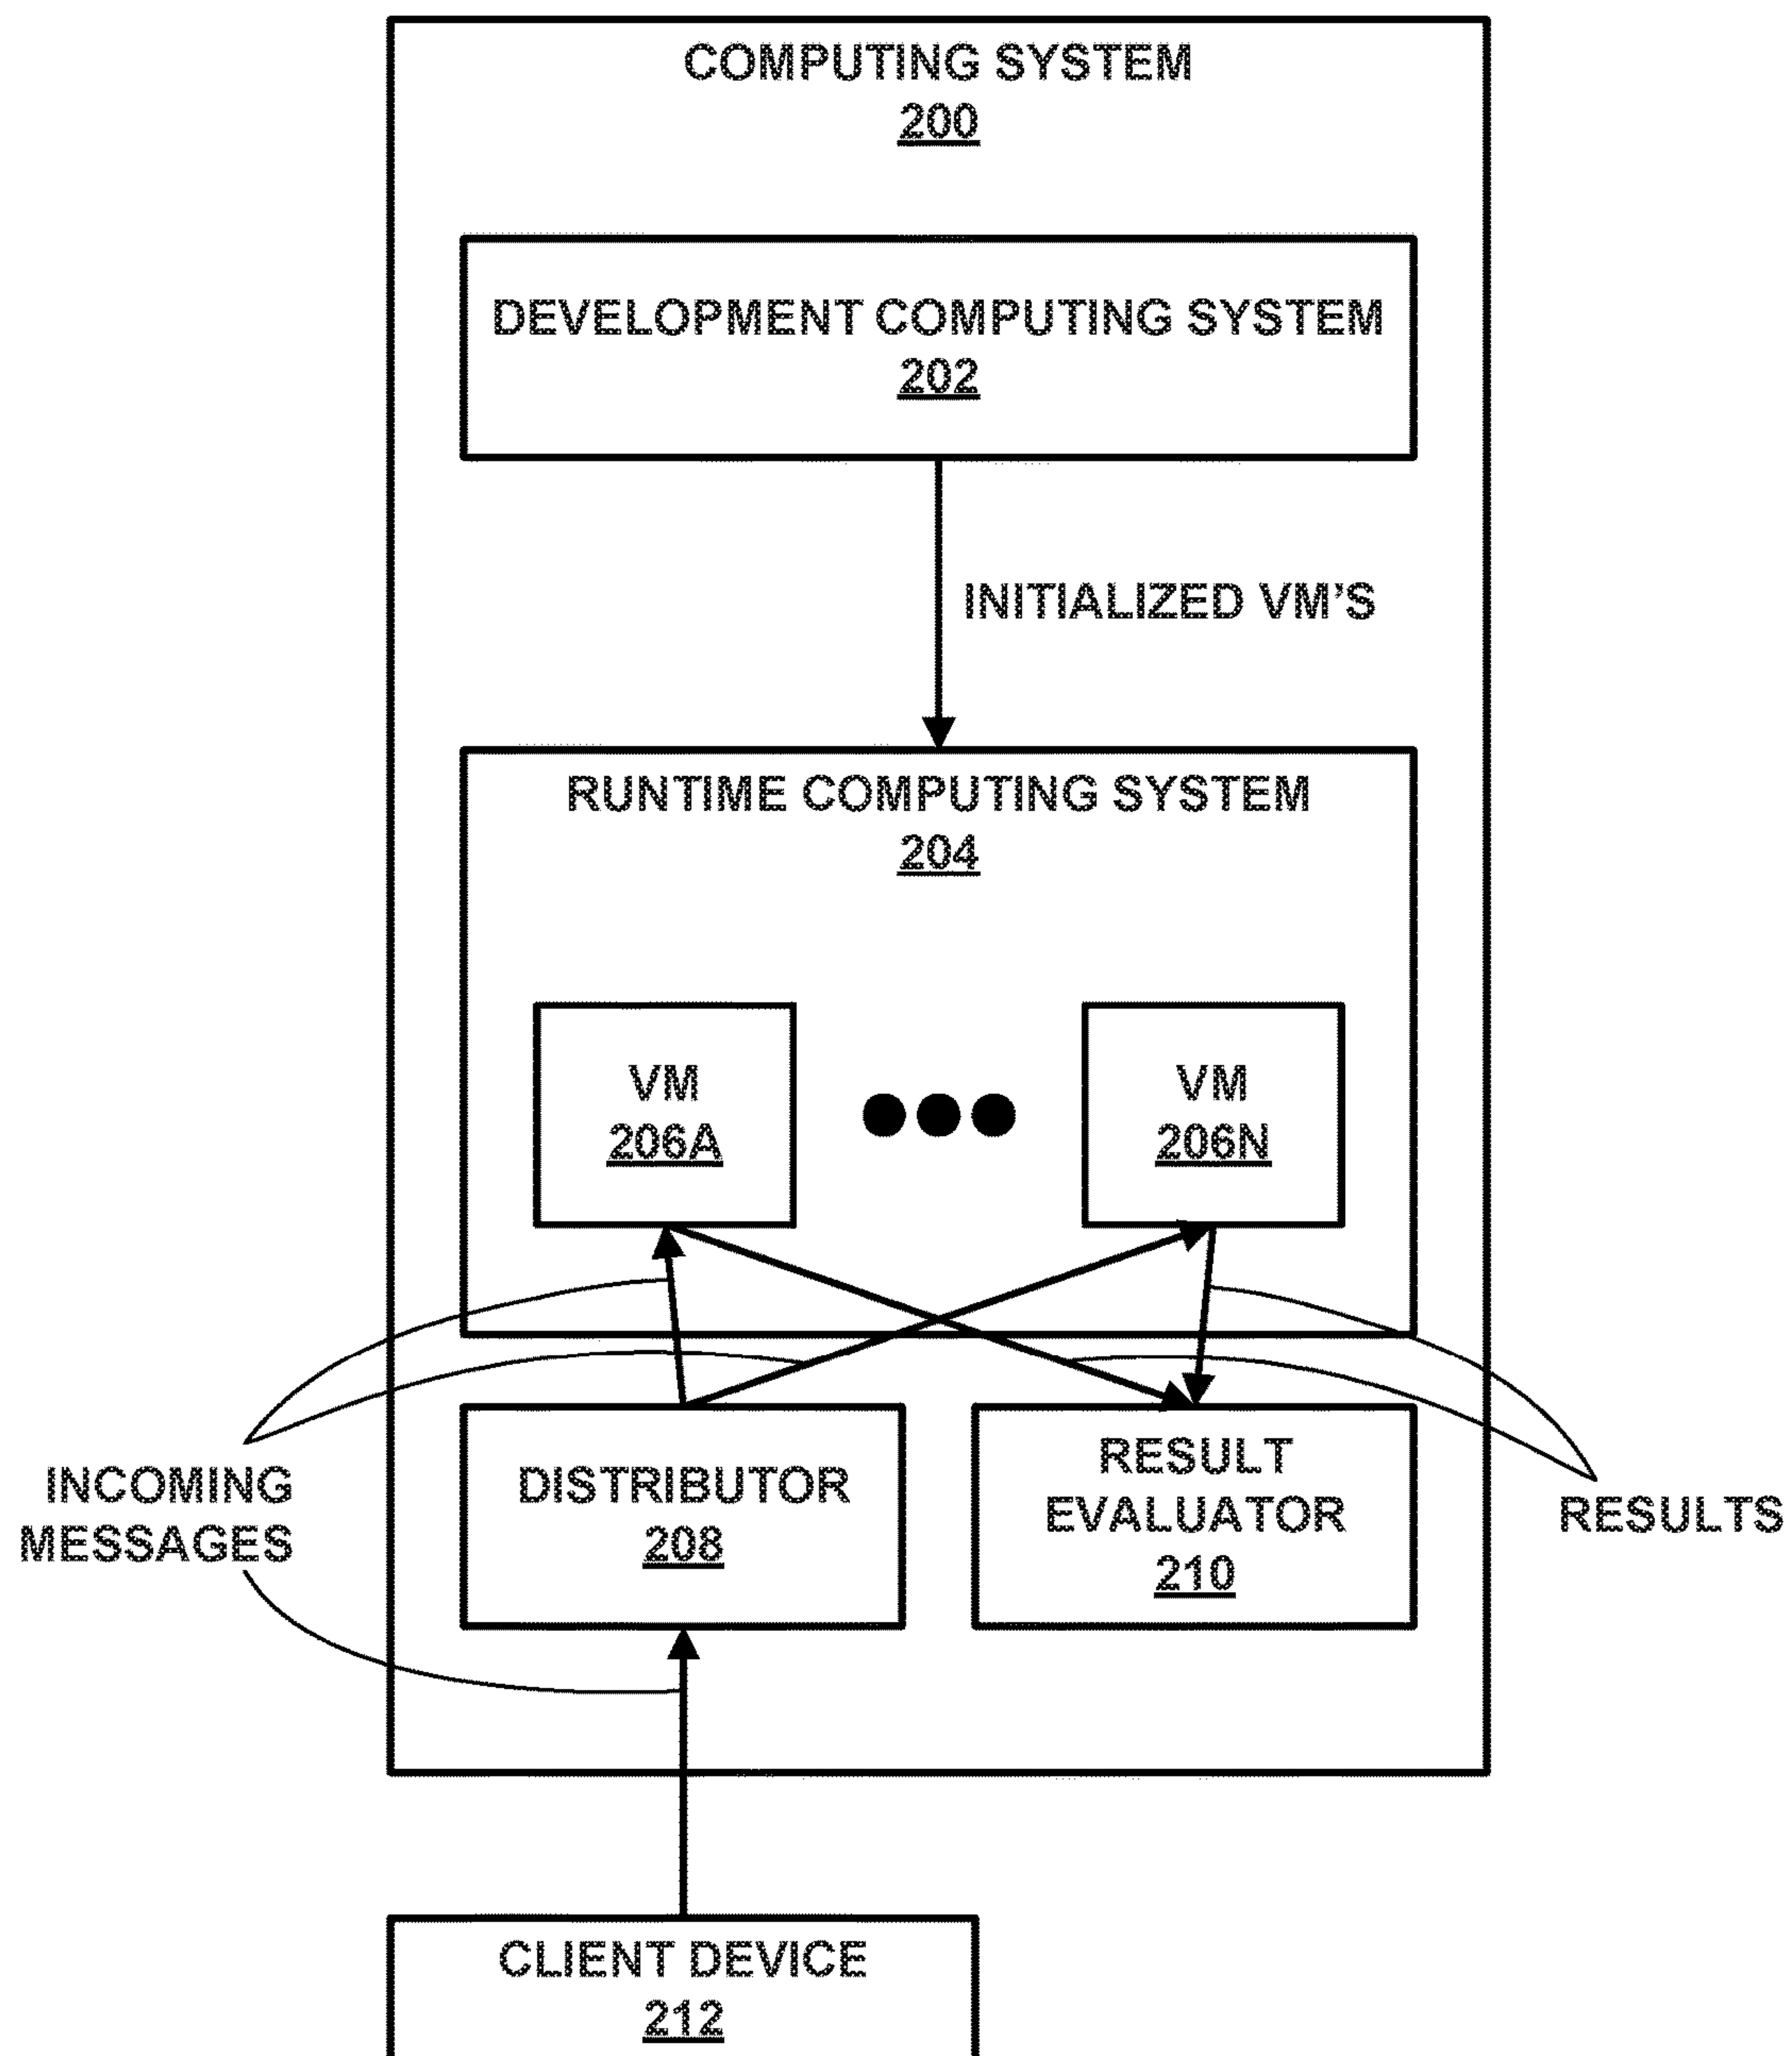 COMPUTING SYSTEM
200
DEVELOPMENT COMPUTING SYSTEM
202
INITIALIZED VM'S
RUNTIME COMPUTING SYSTEM
204
VM
206A
VM
206N
INCOMING
MESSAGES
DISTRIBUTOR
208
RESULT
EVALUATOR
210
RESULTS
CLIENT DEVICE
212